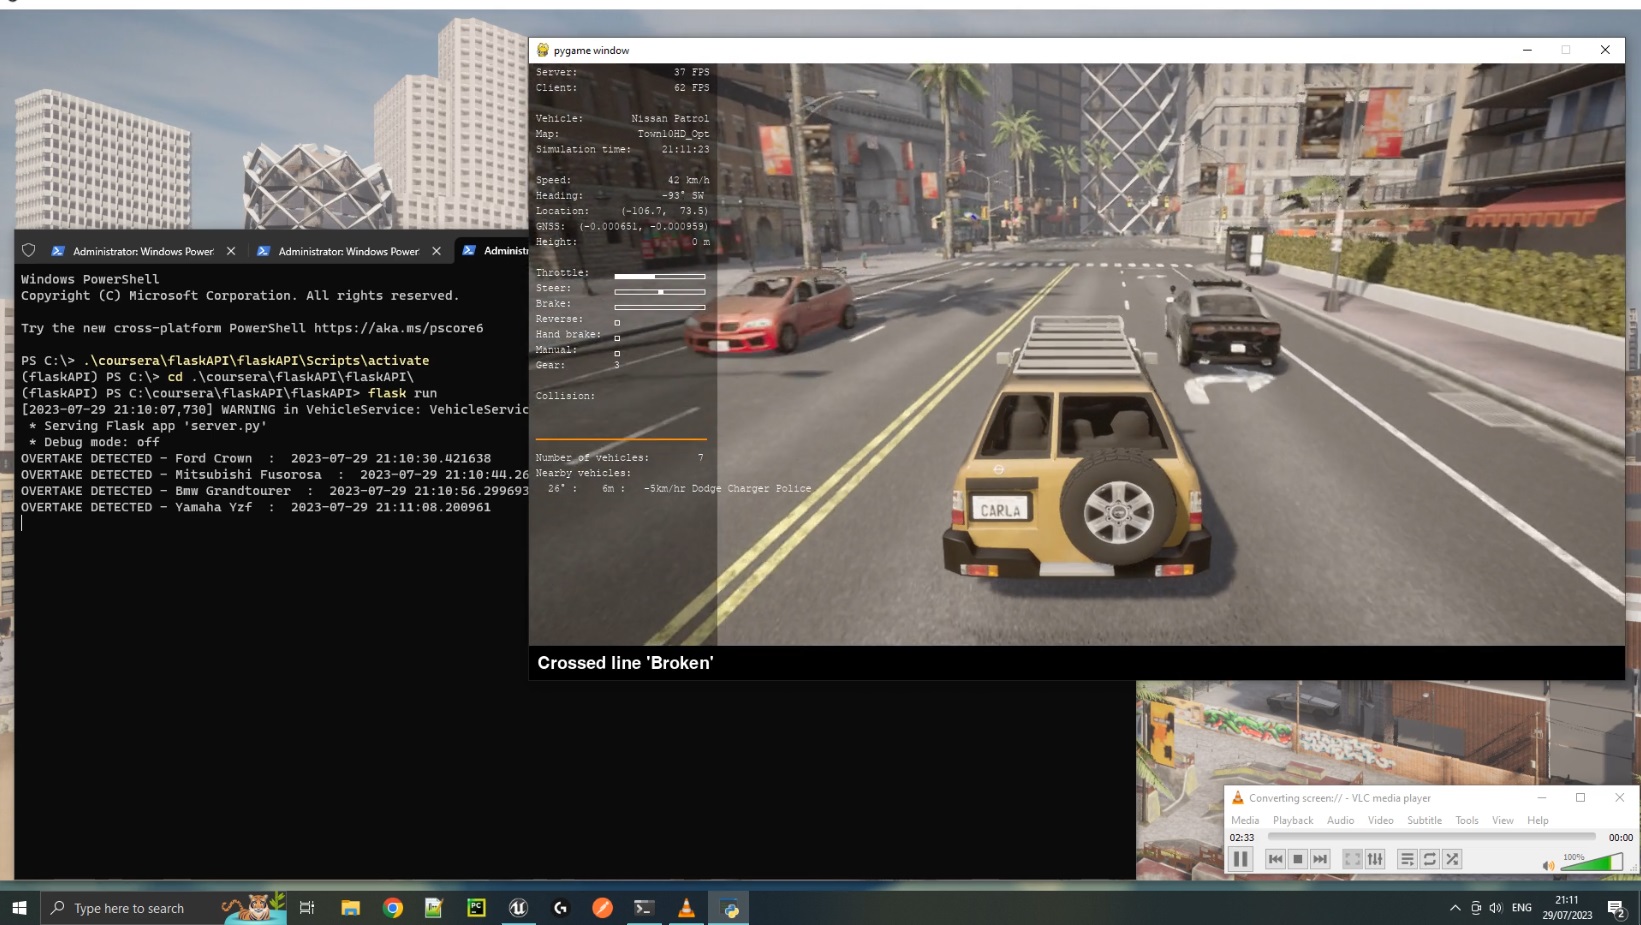 pygame window
Server: 37 FPS
Client: 62 FPS
Vehicle: Nissan Patrol
Map: Town10HD_Opt
Simulation time: 21:11:23
Speed: 42 km/h
Heading: -93° SW
Location: (-106.7, 73.5)
GNSS: (-0.000651, -0.000959)
Height: 0 m
Throttle:
Steer:
Brake:
Reverse:
Hand brake:
Manual:
Gear: 3
Collision:
Number of vehicles: 7
Nearby vehicles:
26° : 6m : -5km/hr Dodge Charger Police
CARLA
Crossed line 'Broken'
Administrator: Windows Power Administrator: Windows Power Administ
Windows PowerShell
Copyright (C) Microsoft Corporation. All rights reserved.
Try the new cross-platform PowerShell https://aka.ms/pscore6
PS C:\> .\coursera\flaskAPI\flaskAPI\Scripts\activate
(flaskAPI) PS C:\> cd .\coursera\flaskAPI\flaskAPI\
(flaskAPI) PS C:\coursera\flaskAPI\flaskAPI> flask run
[2023-07-29 21:10:07,730] WARNING in VehicleService: VehicleServic
* Serving Flask app 'server.py'
* Debug mode: off
OVERTAKE DETECTED - Ford Crown : 2023-07-29 21:10:30.421638
OVERTAKE DETECTED - Mitsubishi Fusorosa : 2023-07-29 21:10:44.26
OVERTAKE DETECTED - Bmw Grandtourer : 2023-07-29 21:10:56.299693
OVERTAKE DETECTED - Yamaha Yzf : 2023-07-29 21:11:08.200961
Converting screen:// - VLC media player
Media Playback Audio Video Subtitle Tools View Help
02:33 00:00
100%
Type here to search
PC
ENG
21:11
29/07/2023
2